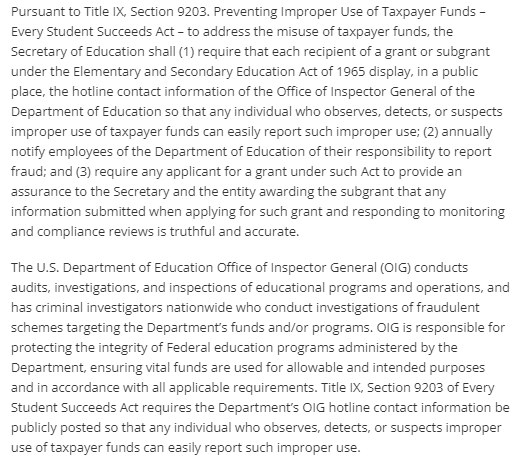 Pursuant to Title IX, Section 9203. Preventing Improper Use of Taxpayer Funds –
Every Student Succeeds Act – to address the misuse of taxpayer funds, the
Secretary of Education shall (1) require that each recipient of a grant or subgrant
under the Elementary and Secondary Education Act of 1965 display, in a public
place, the hotline contact information of the Office of Inspector General of the
Department of Education so that any individual who observes, detects, or suspects
improper use of taxpayer funds can easily report such improper use; (2) annually
notify employees of the Department of Education of their responsibility to report
fraud; and (3) require any applicant for a grant under such Act to provide an
assurance to the Secretary and the entity awarding the subgrant that any
information submitted when applying for such grant and responding to monitoring
and compliance reviews is truthful and accurate.
The U.S. Department of Education Office of Inspector General (OIG) conducts
audits, investigations, and inspections of educational programs and operations, and
has criminal investigators nationwide who conduct investigations of fraudulent
schemes targeting the Department's funds and/or programs. OIG is responsible for
protecting the integrity of Federal education programs administered by the
Department, ensuring vital funds are used for allowable and intended purposes
and in accordance with all applicable requirements. Title IX, Section 9203 of Every
Student Succeeds Act requires the Department's OIG hotline contact information be
publicly posted so that any individual who observes, detects, or suspects improper
use of taxpayer funds can easily report such improper use.